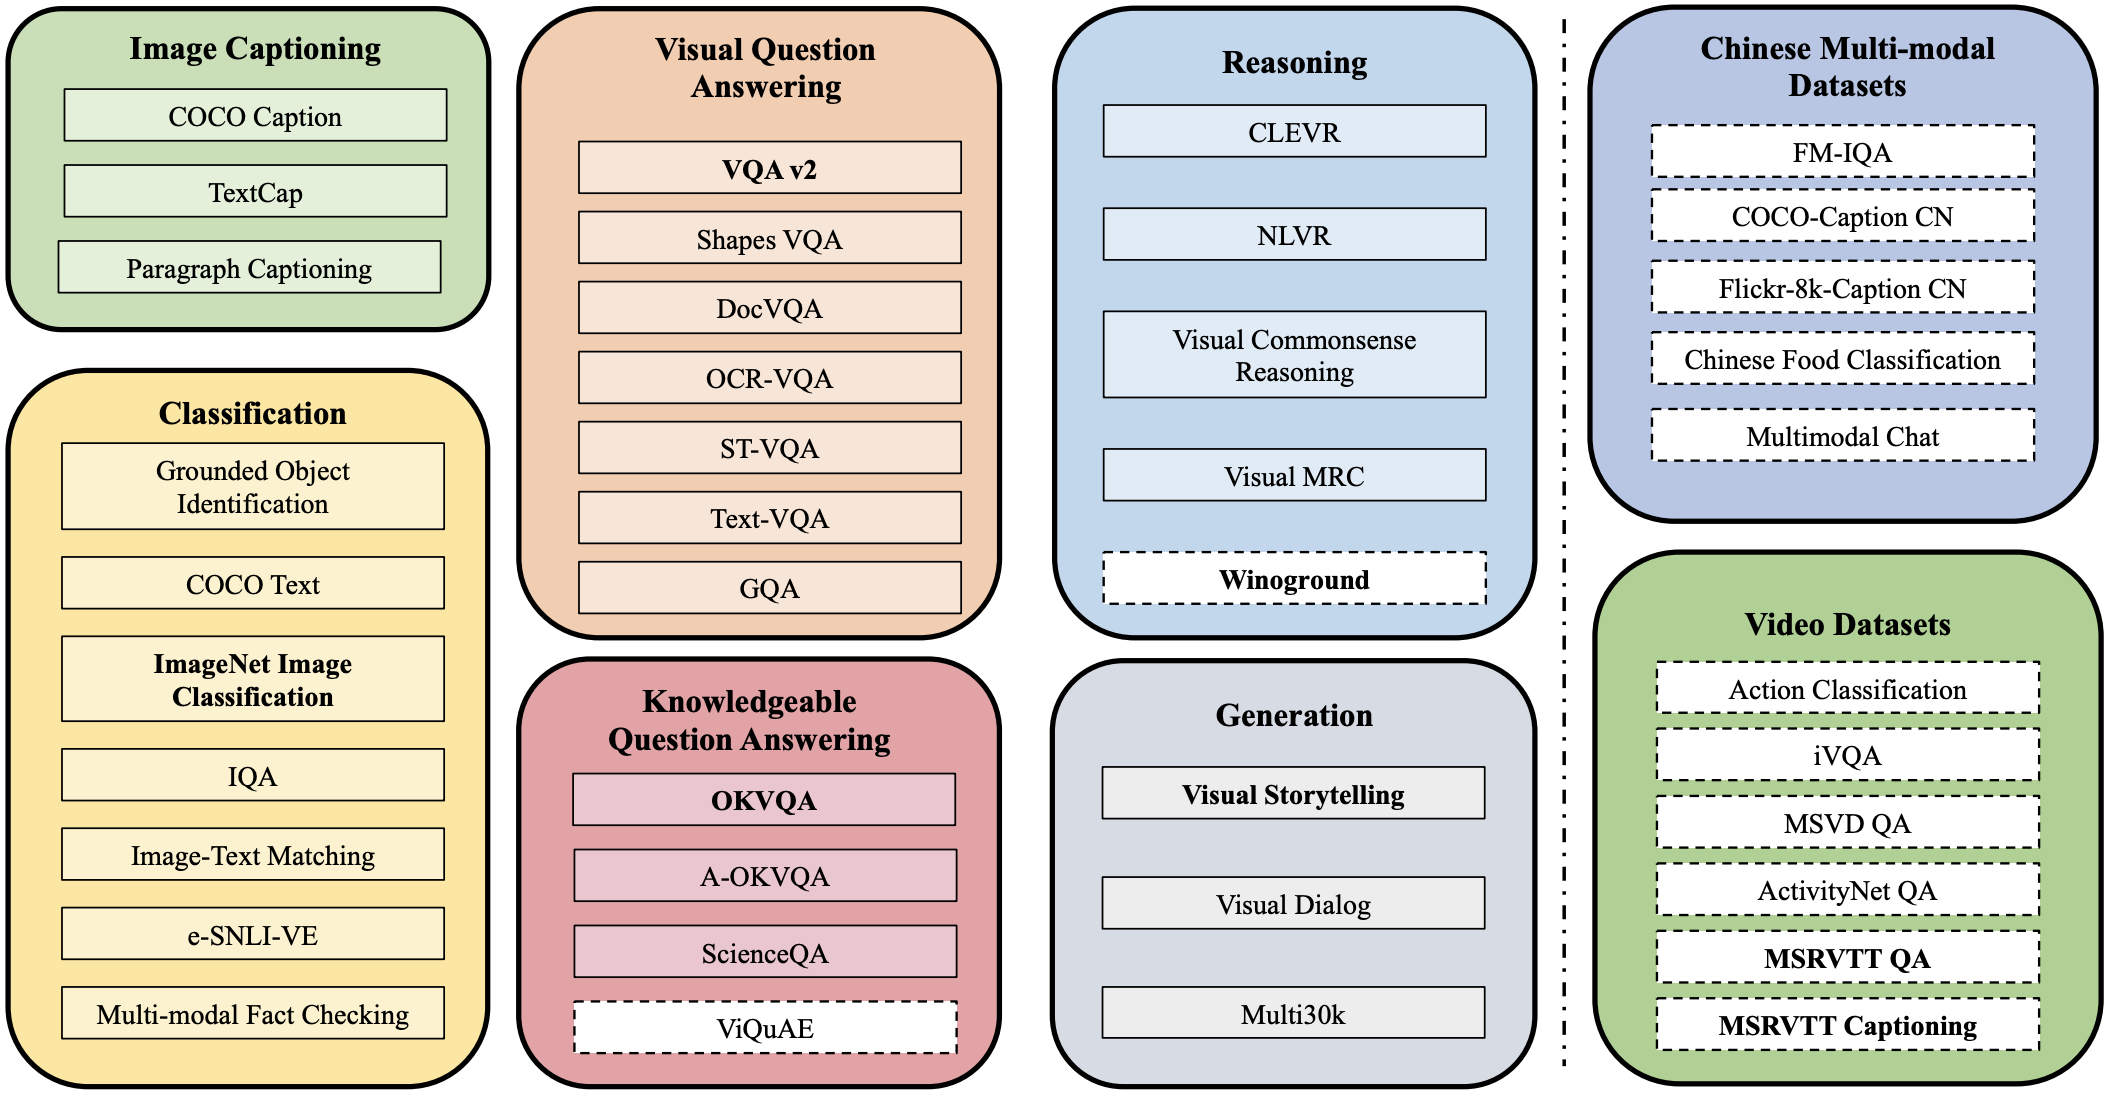 Image Captioning
COCO Caption
TextCap
Paragraph Captioning
Classification
Grounded Object
Identification
COCO Text
ImageNet Image
Classification
IQA
Image-Text Matching
e-SNLI-VE
Multi-modal Fact Checking
Visual Question
Answering
VQA v2
Shapes VQA
DocVQA
OCR-VQA
ST-VQA
Text-VQA
GQA
Knowledgeable
Question Answering
OKVQA
A-OKVQA
ScienceQA
ViQuAE
Reasoning
CLEVR
NLVR
Visual Commonsense
Reasoning
Visual MRC
Winoground
Generation
Visual Storytelling
Visual Dialog
Multi30k
Chinese Multi-modal
Datasets
FM-IQA
COCO-Caption CN
Flickr-8k-Caption CN
Chinese Food Classification
Multimodal Chat
Video Datasets
Action Classification
iVQA
MSVD QA
ActivityNet QA
MSRVTT QA
MSRVTT Captioning